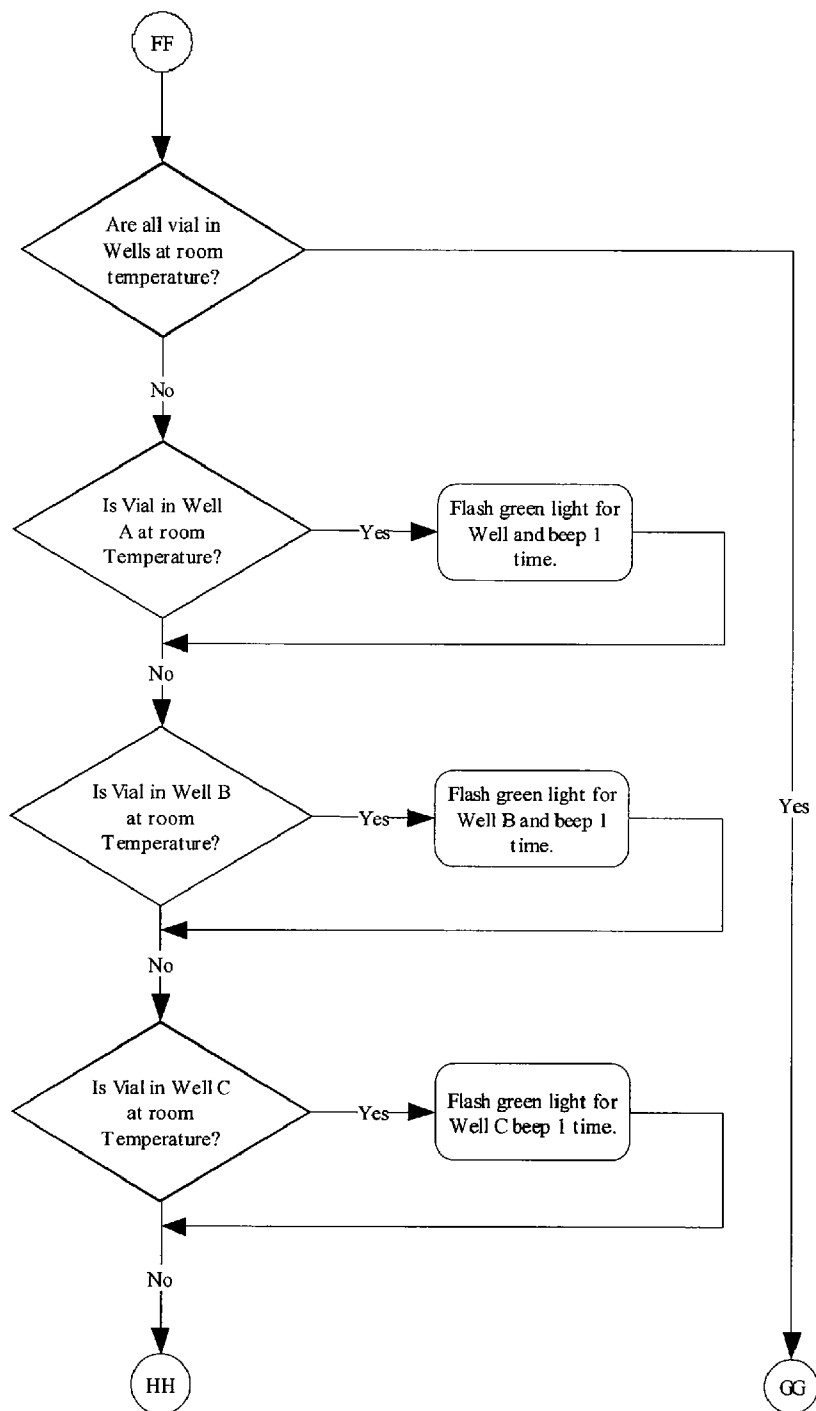 FF
Are all vial in
Wells at room
temperature?
No
Is Vial in Well
A at room
Temperature?
Yes
Flash green light for
Well and beep 1
time.
No
Is Vial in Well B
at room
Temperature?
Yes
Flash green light for
Well B and beep 1
time.
Yes
No
Is Vial in Well C
at room
Temperature?
Yes
Flash green light for
Well C beep 1 time.
No
HH
GG